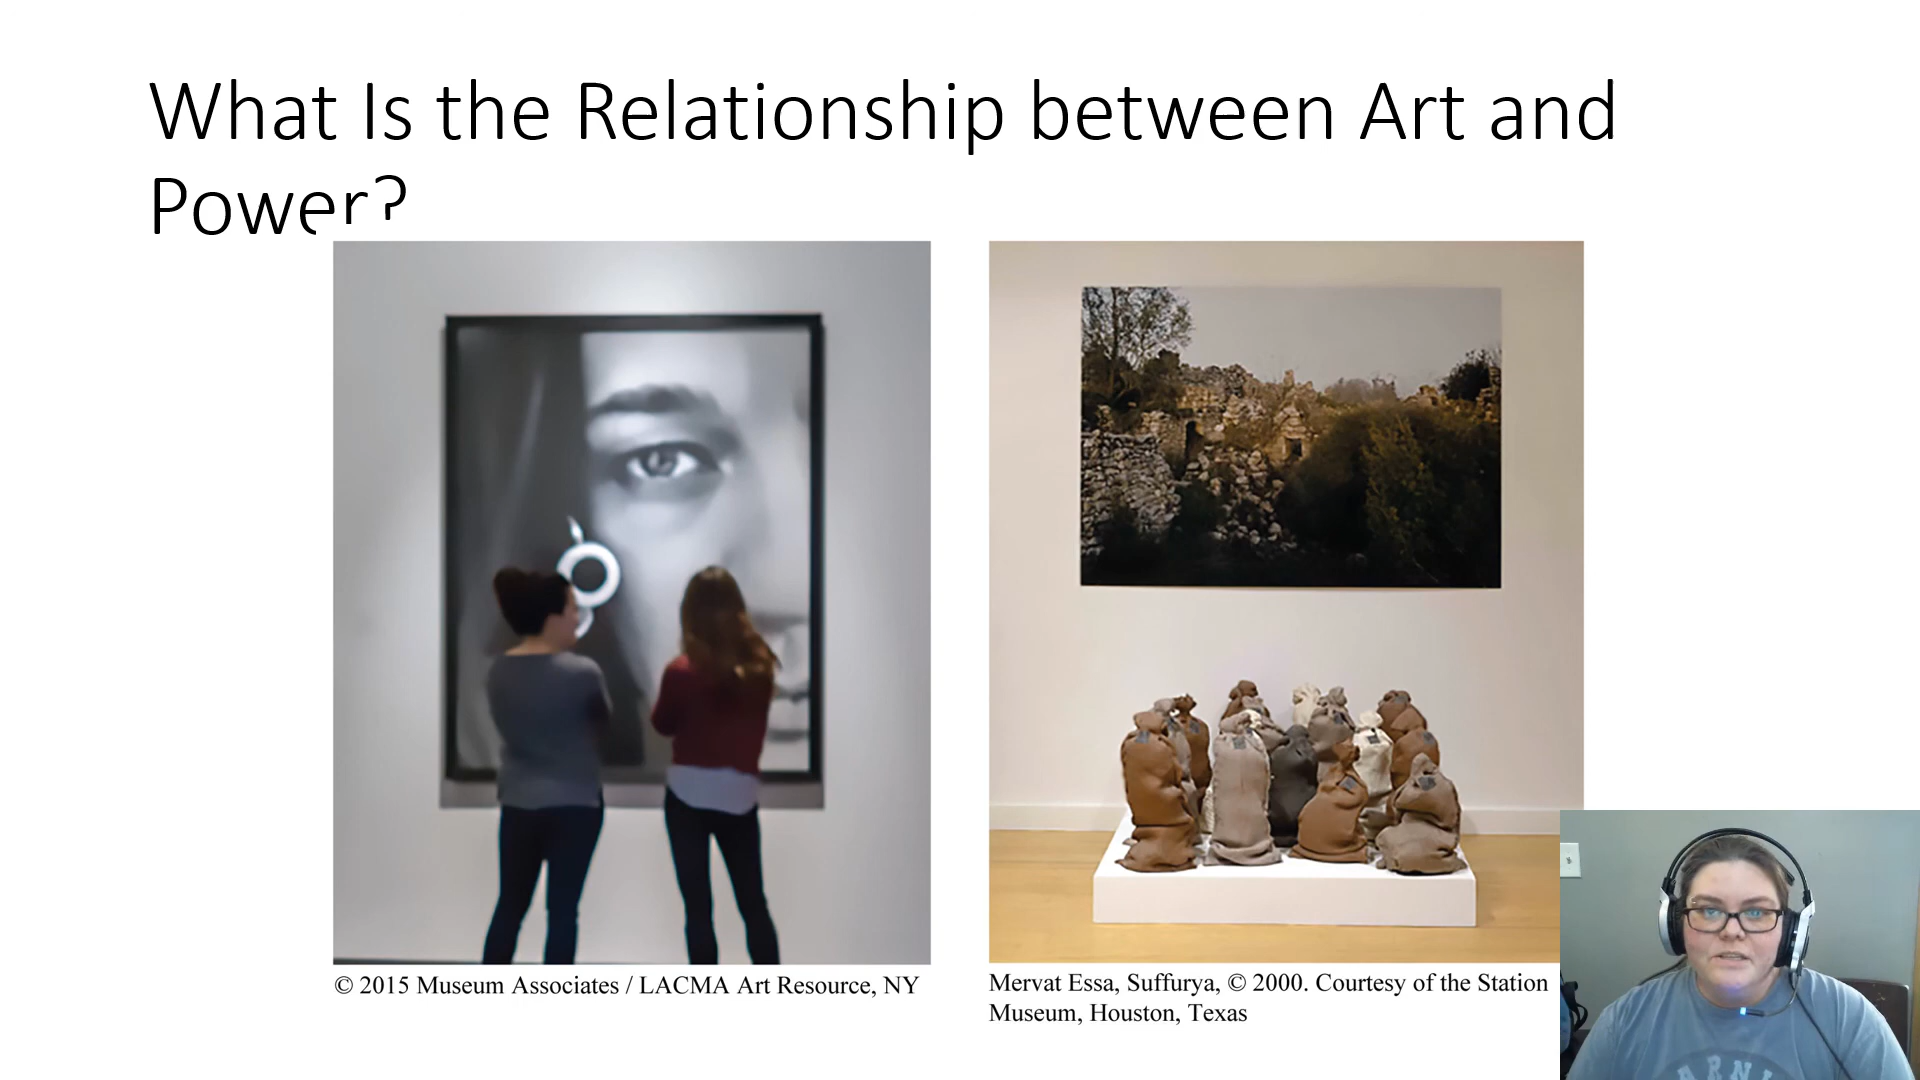 What Is the Relationship between Art and
Power?
© 2015 Museum Associates / LACMA Art Resource, NY
Mervat Essa, Suffurya, © 2000. Courtesy of the Station
Museum, Houston, Texas